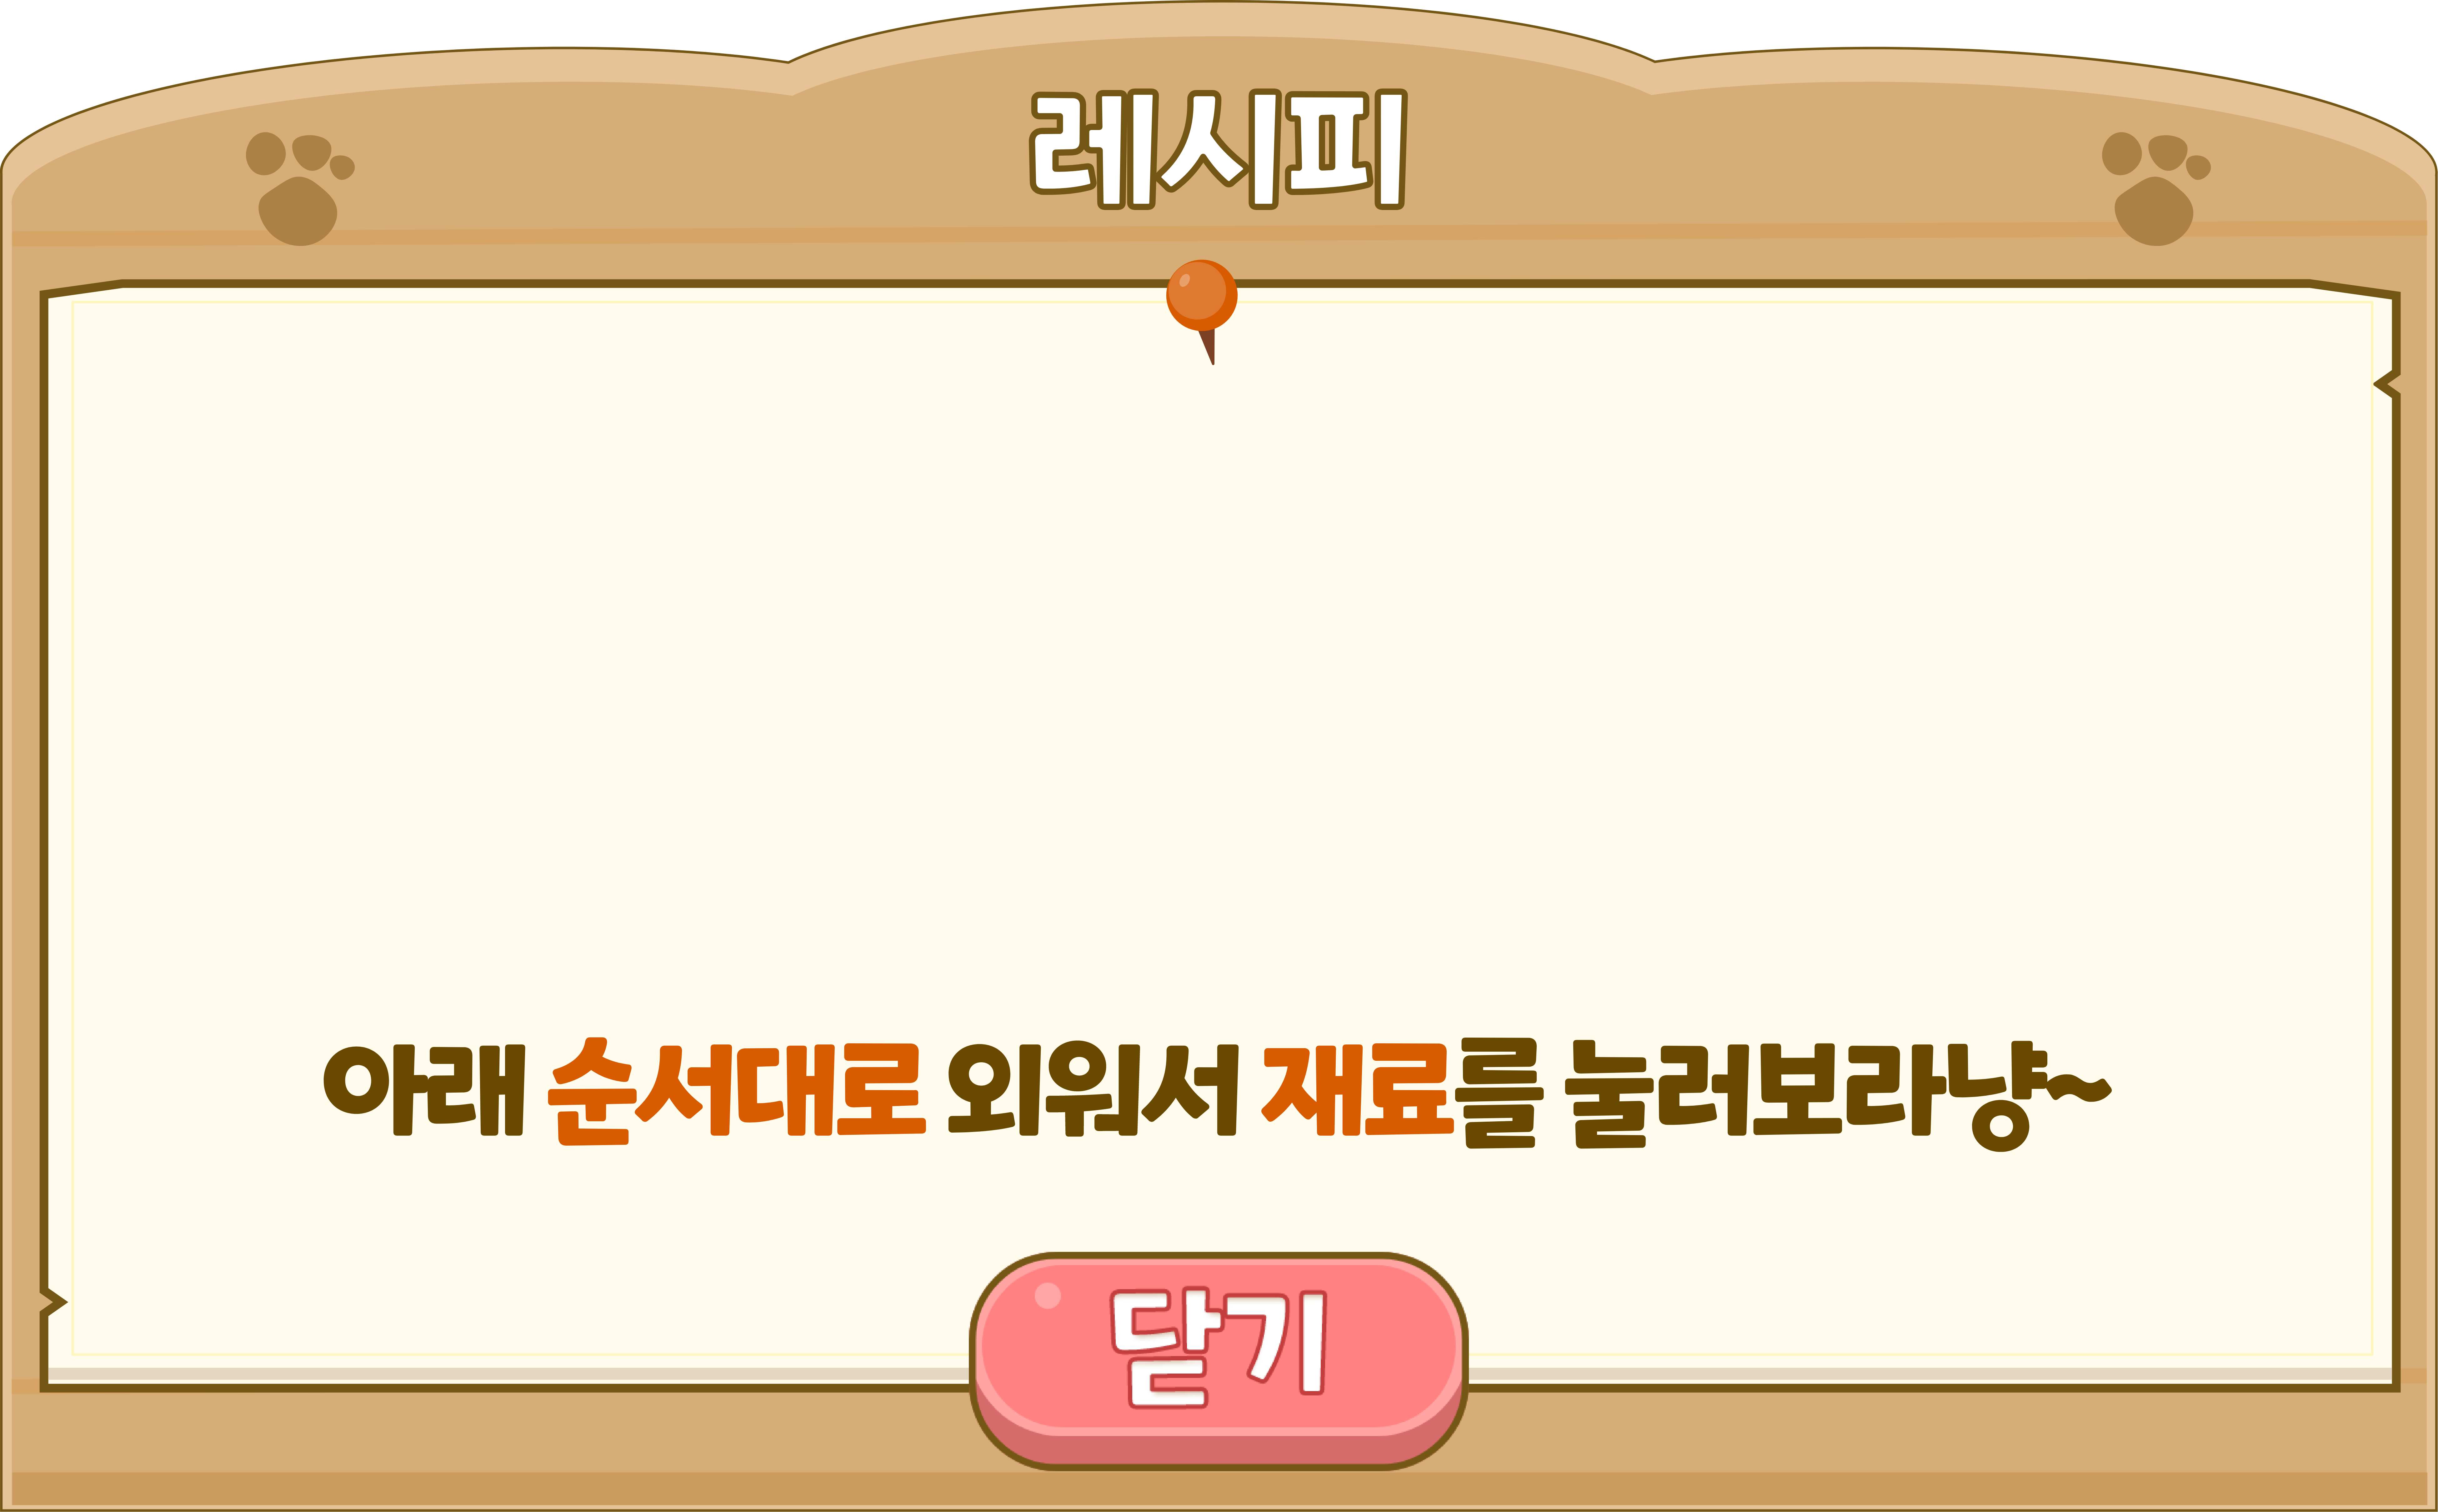 레시피
아래 순서대로 외워서 재료를 눌러보라냥~
닫기